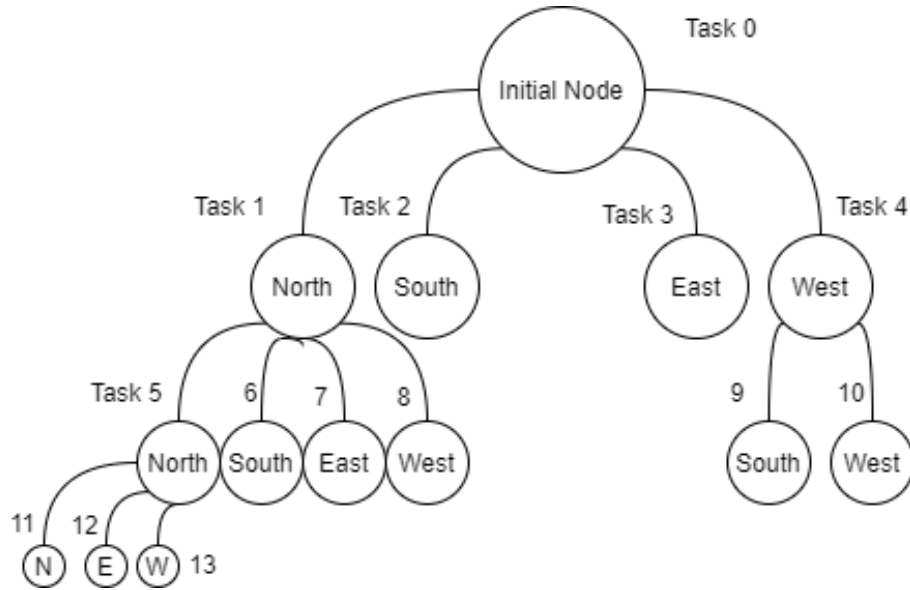 Task 0
Initial Node
Task 1
Task 2
Task 3
Task 4
North
South
East
West
Task 5
6
7
8
9
10
North
South
East
West
South
West
11
12
N
E
W
13